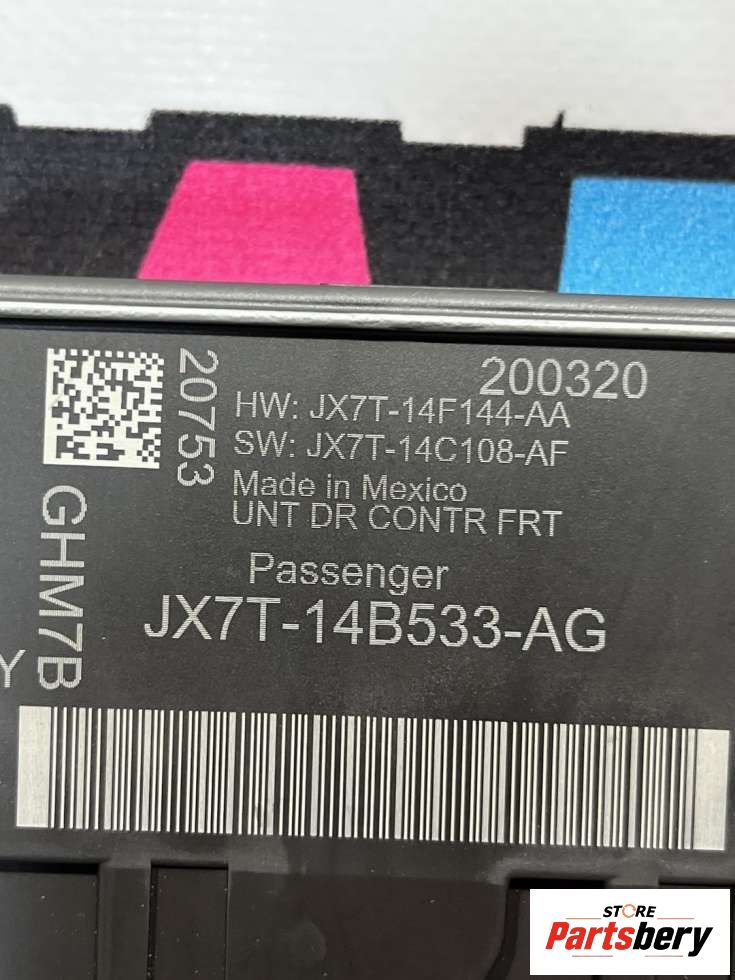 200320
20753
HW: JX7T-14F144-AA
SW: JX7T-14C108-AF
Made in Mexico
UNT DR CONTR FRT
Passenger
JX7T-14B533-AG
GHM7B
Y
STORE
Partsbery